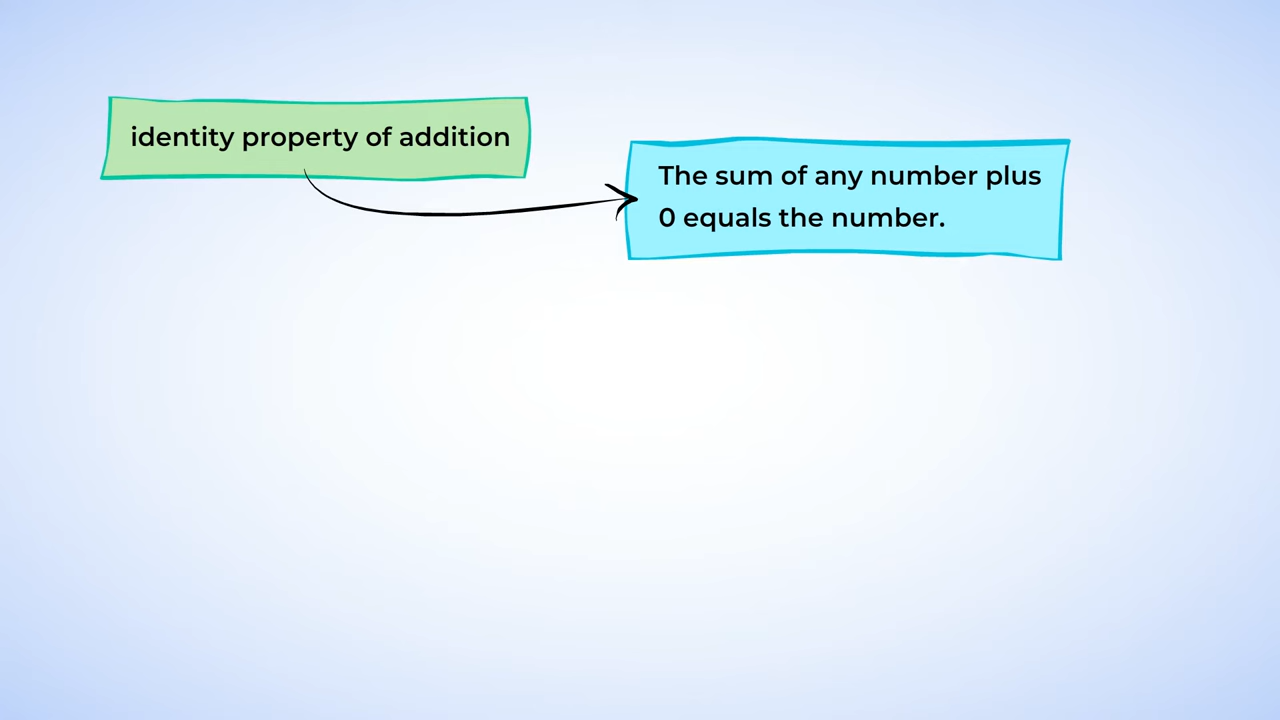 identity property of addition
The sum of any number plus
0 equals the number.